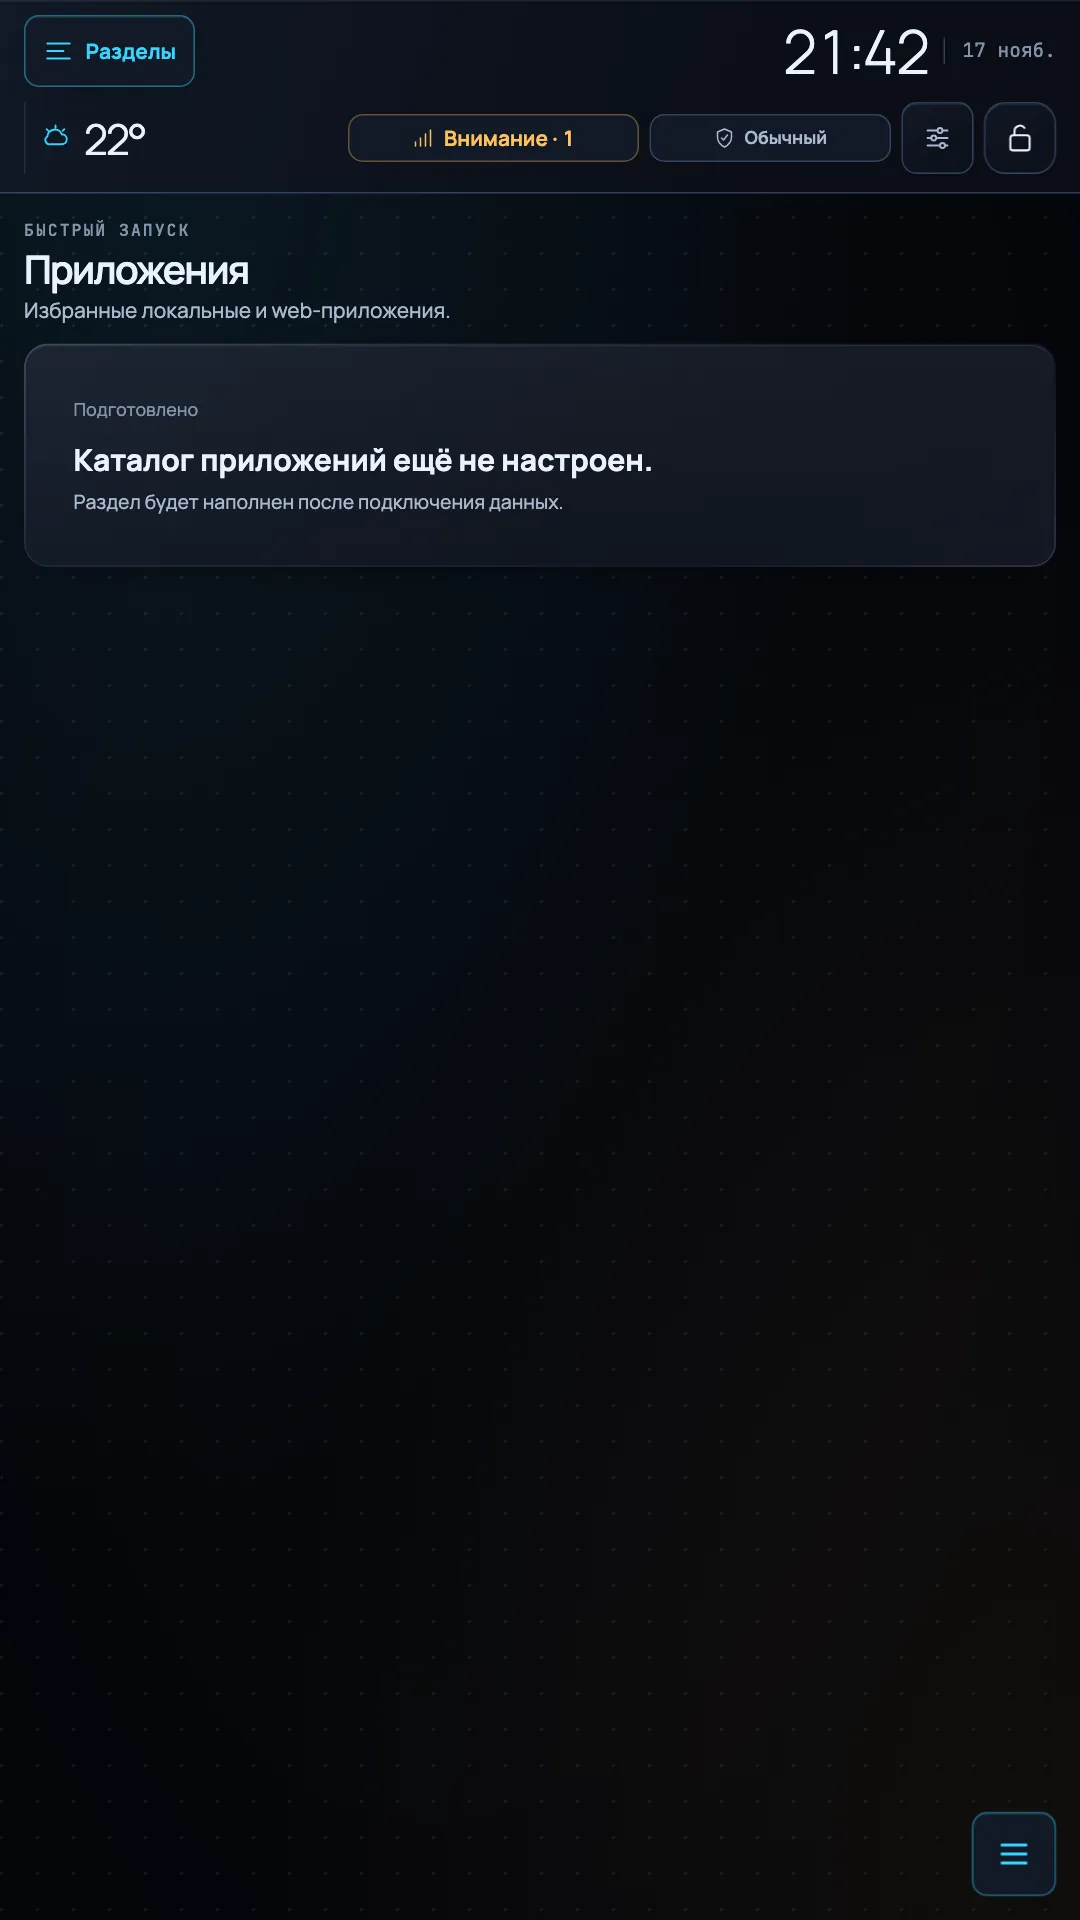 Разделы
21:42
17 нояб.
22°
Внимание · 1
Обычный
БЫСТРЫЙ ЗАПУСК
Приложения
Избранные локальные и web-приложения.
Подготовлено
Каталог приложений ещё не настроен.
Раздел будет наполнен после подключения данных.